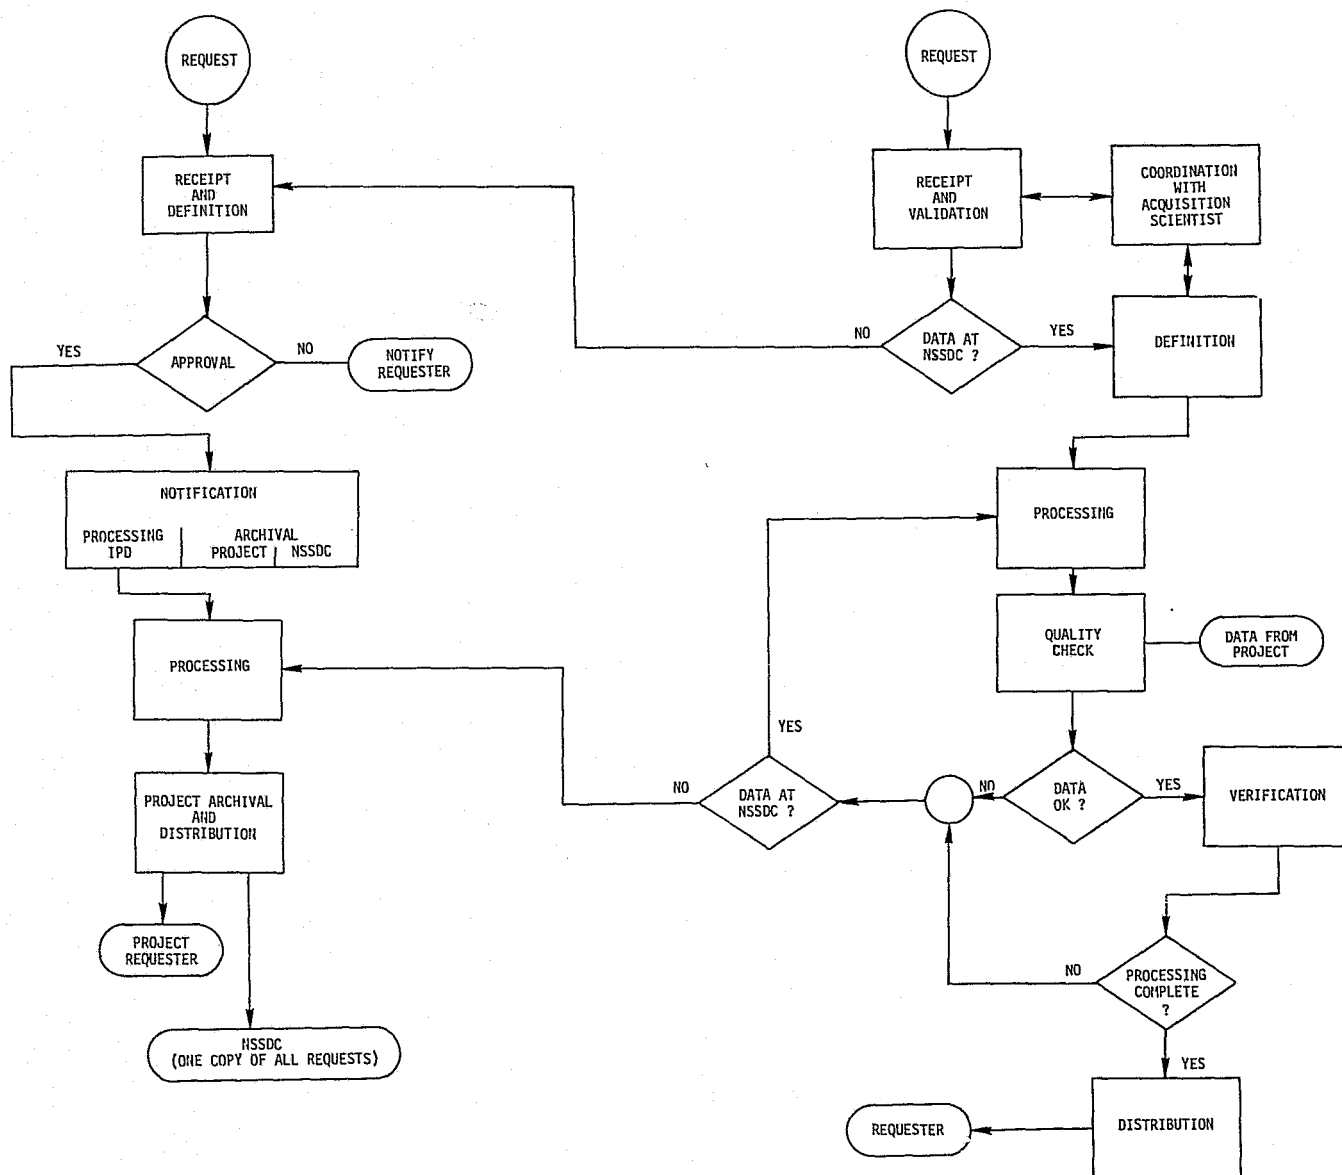 REQUEST
RECEIPT
AND
DEFINITION
APPROVAL
YES
NO
NOTIFY
REQUESTER
NOTIFICATION
PROCESSING
IPD
ARCHIVAL
PROJECT
NSSDC
PROCESSING
PROJECT ARCHIVAL
AND
DISTRIBUTION
PROJECT
REQUESTER
NSSDC
(ONE COPY OF ALL REQUESTS)
REQUEST
RECEIPT
AND
VALIDATION
COORDINATION
WITH
ACQUISITION
SCIENTIST
NO
DATA AT
NSSDC ?
YES
DEFINITION
PROCESSING
QUALITY
CHECK
DATA FROM
PROJECT
YES
NO
DATA AT
NSSDC ?
NO
DATA
OK ?
YES
VERIFICATION
NO
PROCESSING
COMPLETE
?
YES
DISTRIBUTION
REQUESTER